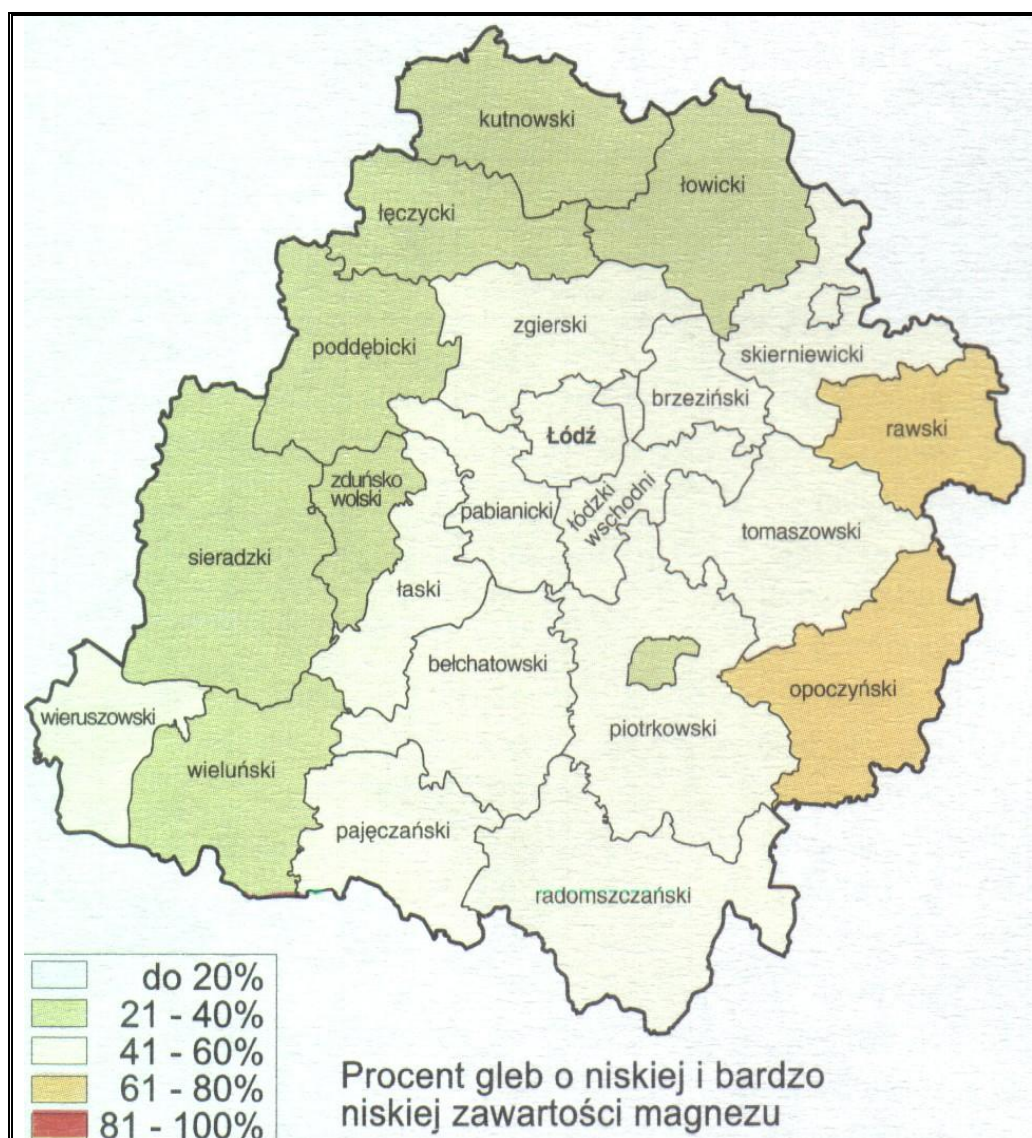 kutnowski
łowicki
łęczycki
zgierski
poddębicki
skierniewicki
brzeziński
Łódź
rawski
zduńsko
wolski
pabianicki
łódzki
wschodni
tomaszowski
sieradzki
łaski
bełchatowski
opoczyński
wieruszowski
piotrkowski
wieluński
pajęczański
radomszczański
do 20%
21 - 40%
41 - 60%
61 - 80%
81 - 100%
Procent gleb o niskiej i bardzo
niskiej zawartości magnezu